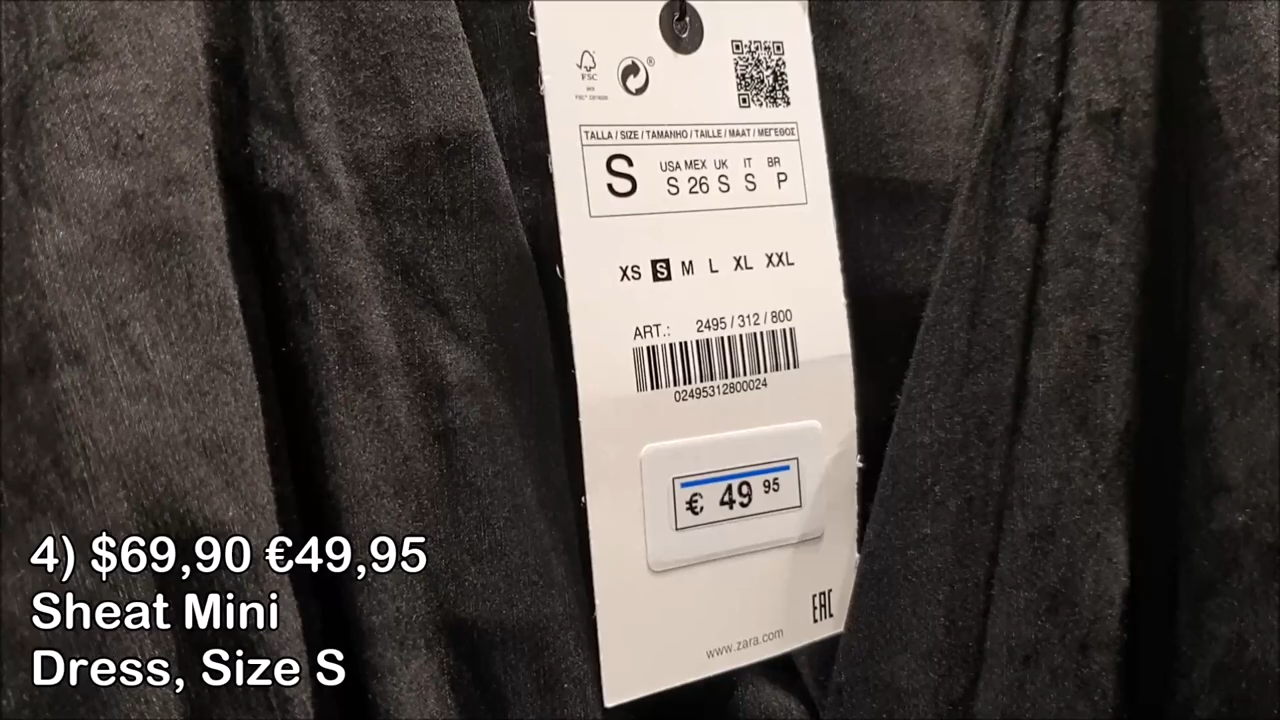 FSC
®
TALLA / SIZE / TAMANHO / TAILLE / MAAT / ΜΕΓΕΘΟΣ
S
USA MEX UK IT BR
S 26 S S P
XS S M L XL XXL
ART.: 2495 / 312 / 800
02495312800024
€ 49 95
EAC
www.zara.com
4) $69,90 €49,95
Sheat Mini
Dress, Size S